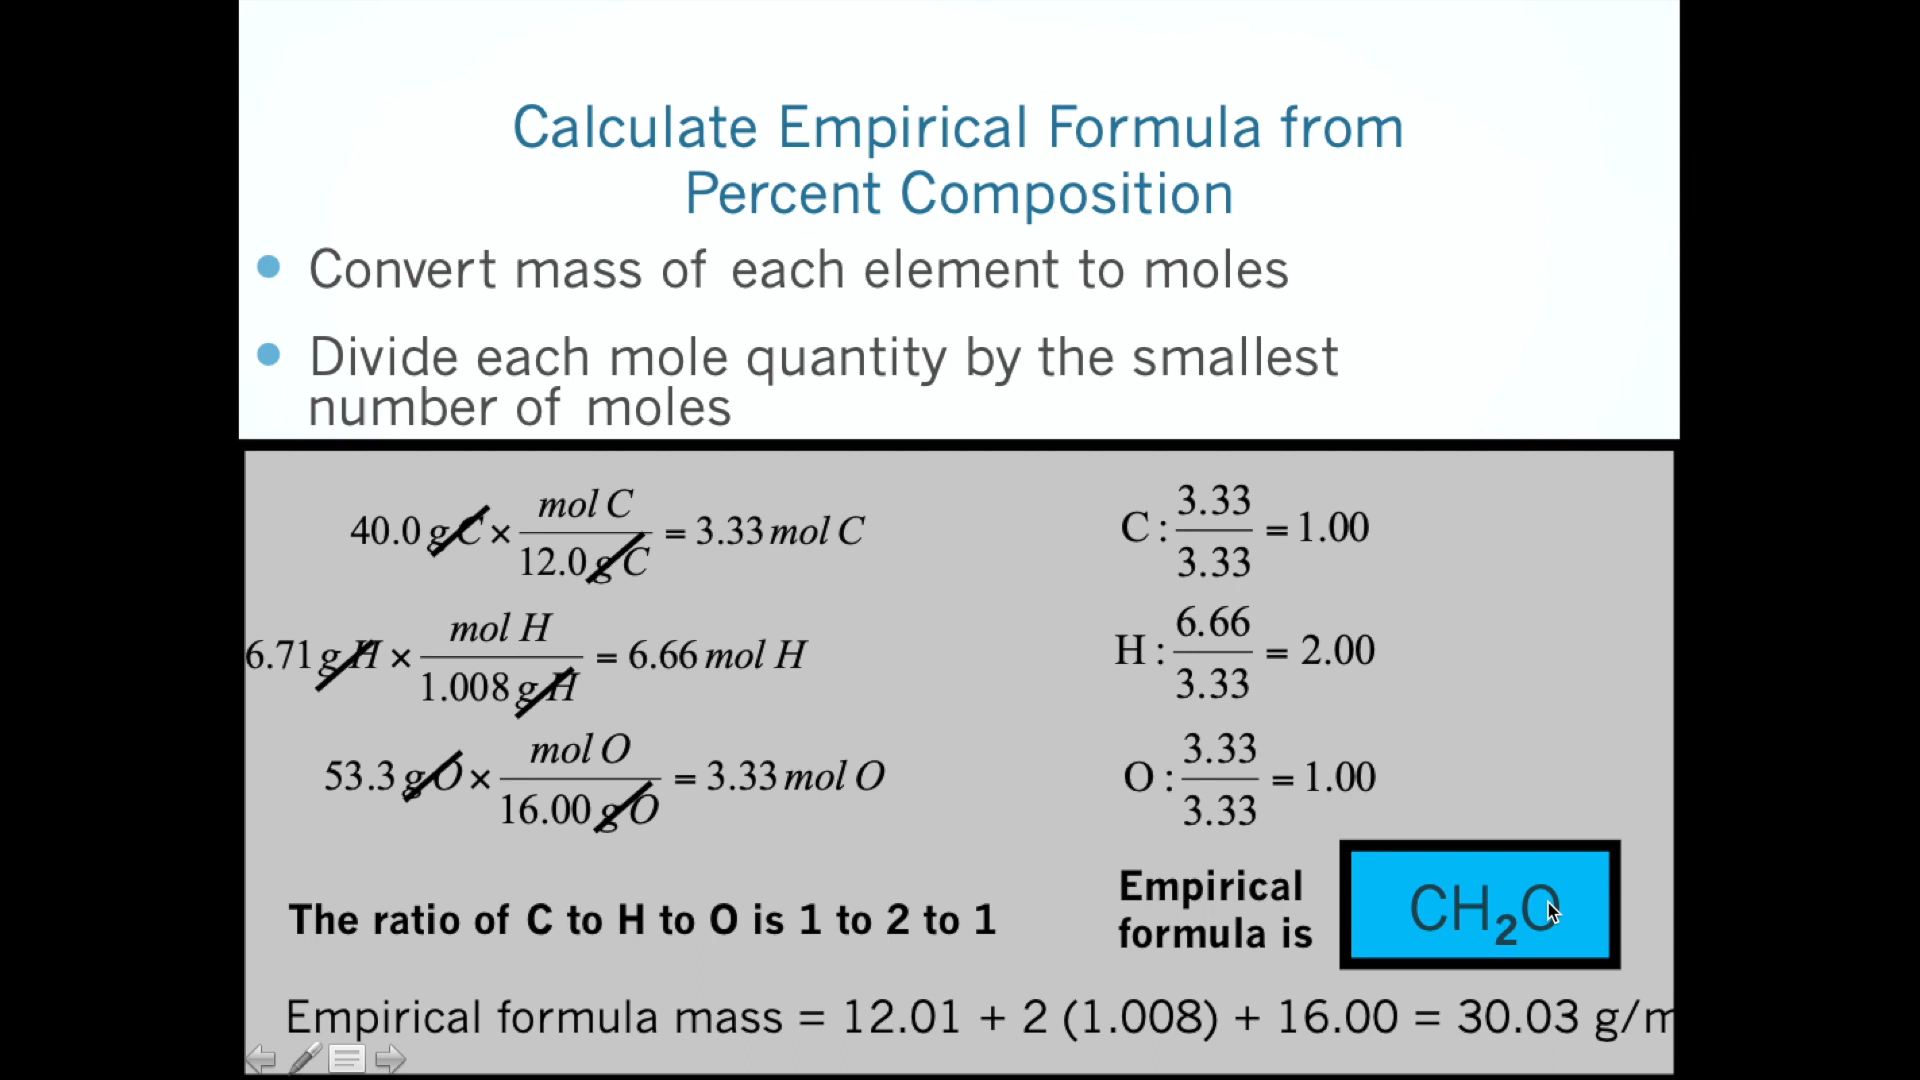 Calculate Empirical Formula from
Percent Composition
• Convert mass of each element to moles
• Divide each mole quantity by the smallest
number of moles
40.0 g C × mol C / 12.0 g C = 3.33 mol C
C : 3.33 / 3.33 = 1.00
6.71 g H × mol H / 1.008 g H = 6.66 mol H
H : 6.66 / 3.33 = 2.00
53.3 g O × mol O / 16.00 g O = 3.33 mol O
O : 3.33 / 3.33 = 1.00
The ratio of C to H to O is 1 to 2 to 1
Empirical
formula is
CH₂O
Empirical formula mass = 12.01 + 2 (1.008) + 16.00 = 30.03 g/m